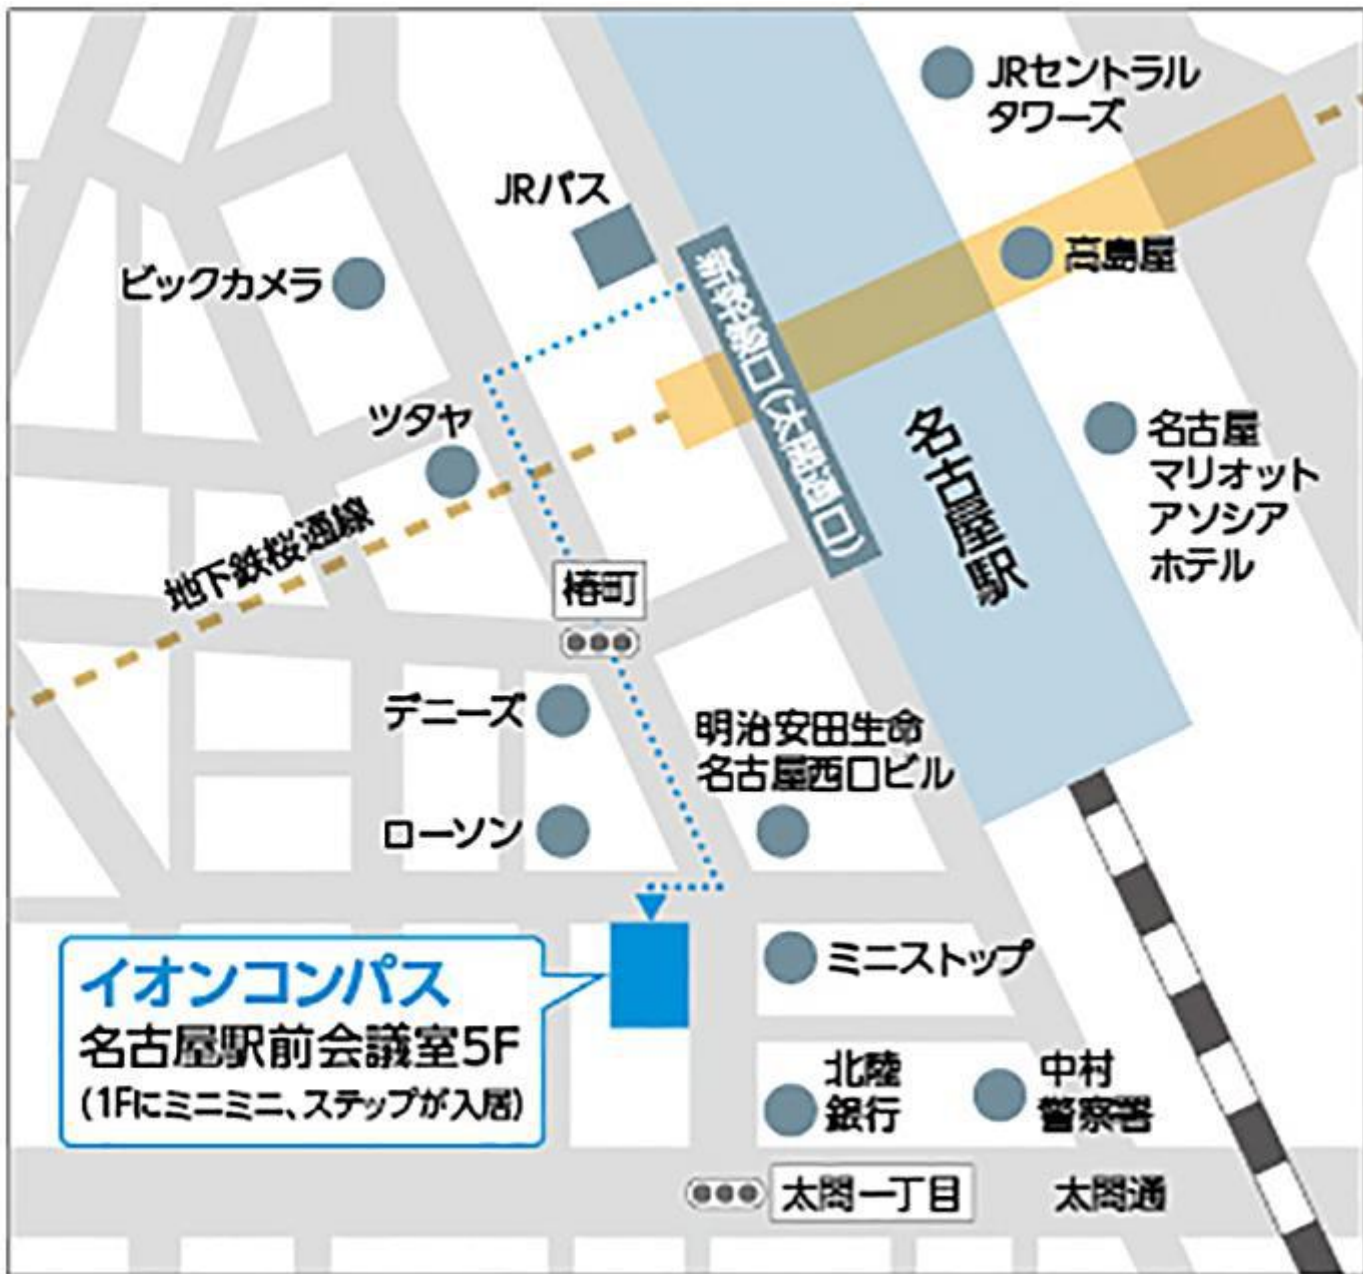 JRセントラル
タワーズ
JRバス
髙島屋
ビックカメラ
新幹線口(太閤通口)
ツタヤ
名古屋駅
名古屋
マリオット
アソシア
ホテル
地下鉄桜通線
椿町
デニーズ
明治安田生命
名古屋西口ビル
ローソン
イオンコンパス
名古屋駅前会議室5F
(1Fにミニミニ、ステップが入居)
ミニストップ
北陸
銀行
中村
警察署
太閤一丁目
太閤通